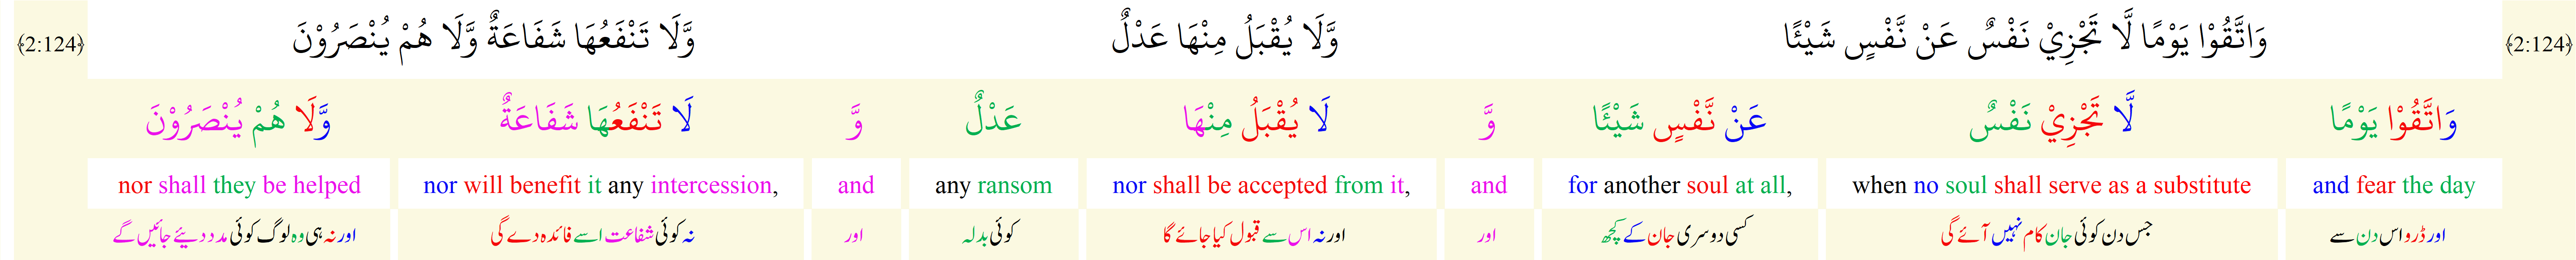 ﴿2:124﴾ وَاتَّقُوْا يَوْمًا لَّا تَجْزِيْ نَفْسٌ عَنْ نَّفْسٍ شَيْـًٔا وَّلَا يُقْبَلُ مِنْهَا عَدْلٌ وَّلَا تَنْفَعُهَا شَفَاعَةٌ وَّلَا هُمْ يُنْصَرُوْنَ ﴿2:124﴾
وَاتَّقُوْا يَوْمًا لَّا تَجْزِيْ نَفْسٌ عَنْ نَّفْسٍ شَيْـًٔا وَّ لَا يُقْبَلُ مِنْهَا عَدْلٌ وَّ لَا تَنْفَعُهَا شَفَاعَةٌ وَّلَا هُمْ يُنْصَرُوْنَ
and fear the day when no soul shall serve as a substitute for another soul at all, and nor shall be accepted from it, any ransom and nor will benefit it any intercession, nor shall they be helped
اور ڈرو اس دن سے جس دن کوئی جان کام نہیں آئے گی کسی دوسری جان کے کچھ اور اور نہ اس سے قبول کیا جائے گا کوئی بدلہ اور نہ کوئی شفاعت اسے فائدہ دے گی اور نہ ہی وہ لوگ کوئی مدد دیئے جائیں گے